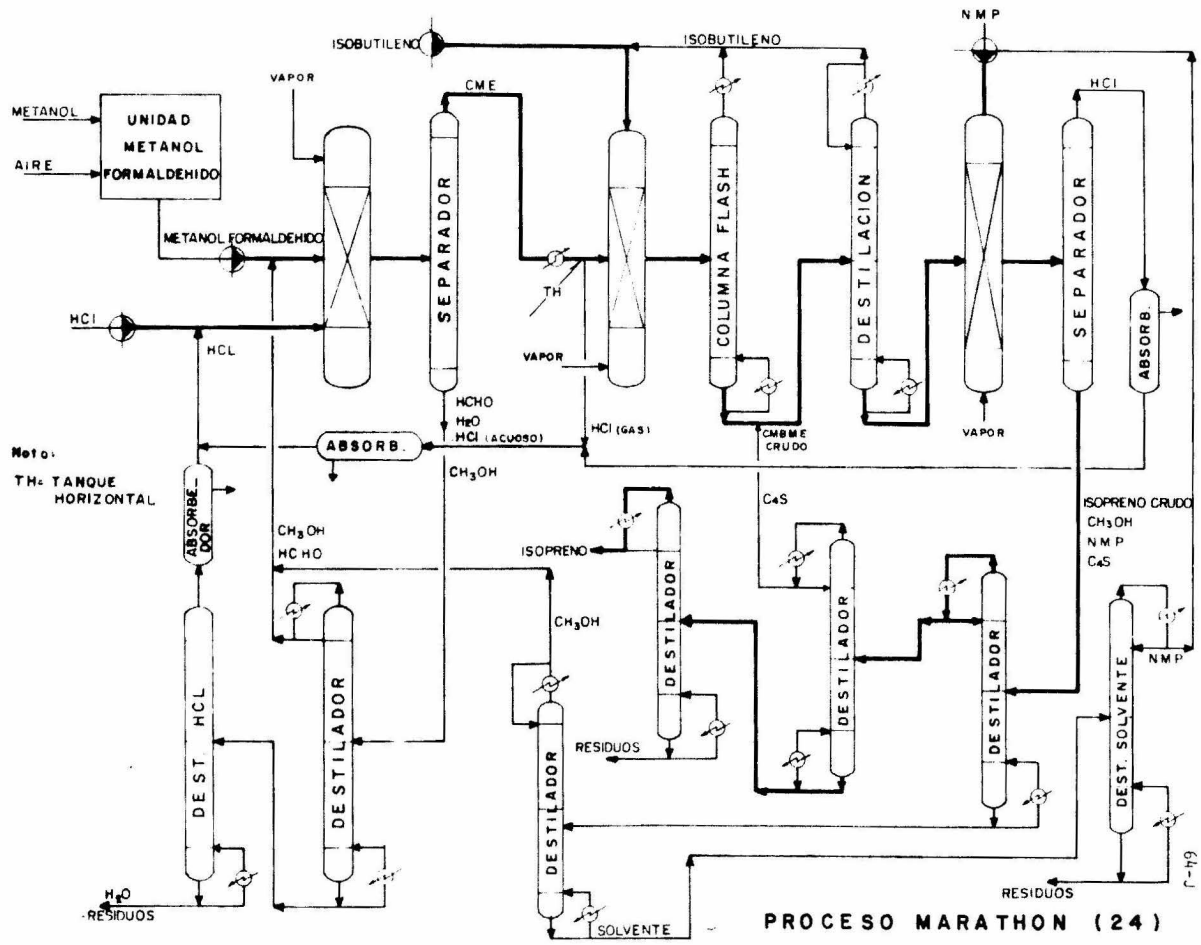 NMP
ISOBUTILENO
ISOBUTILENO
VAPOR
CME
HCl
METANOL
UNIDAD
METANOL
FORMALDEHIDO
AIRE
SEPARADOR
COLUMNA FLASH
DESTILACION
SEPARADOR
METANOL FORMALDEHIDO
TH
ABSORB.
HCl
HCL
VAPOR
HCHO
H₂O
HCl (ACUOSO)
HCl (GAS)
CMBME
CRUDO
VAPOR
ABSORB.
CH₃OH
Nota:
TH= TANQUE
HORIZONTAL
ABSORBE_
DOR
C4S
ISOPRENO CRUDO
CH₃OH
NMP
C4S
CH₃OH
HCHO
ISOPRENO
DESTILADOR
DESTILADOR
DESTILADOR
CH₃OH
NMP
DEST. HCL
DESTILADOR
DESTILADOR
DEST. SOLVENTE
RESIDUOS
H₂O
RESIDUOS
SOLVENTE
RESIDUOS
64-J
PROCESO MARATHON (24)